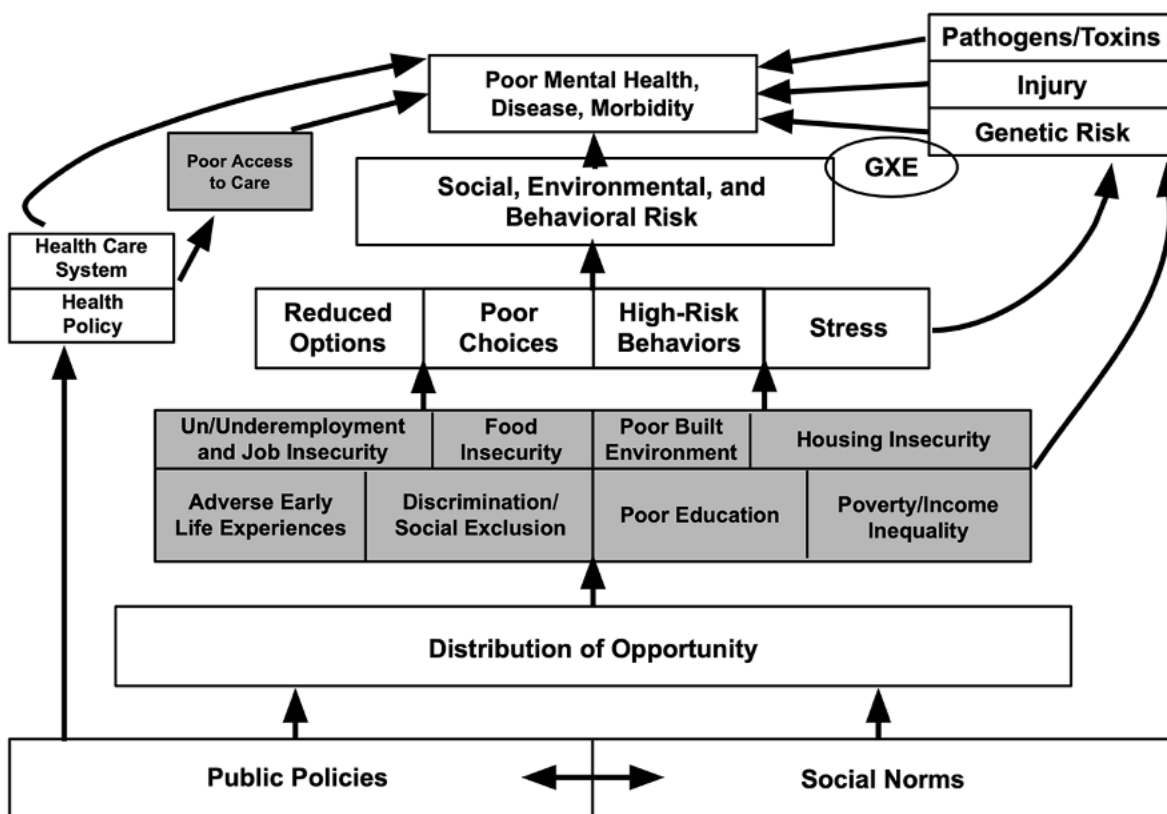 Pathogens/Toxins
Injury
Genetic Risk
Poor Mental Health,
Disease, Morbidity
GXE
Poor Access
to Care
Social, Environmental, and
Behavioral Risk
Health Care
System
Health
Policy
Reduced
Options
Poor
Choices
High-Risk
Behaviors
Stress
Un/Underemployment
and Job Insecurity
Food
Insecurity
Poor Built
Environment
Housing Insecurity
Adverse Early
Life Experiences
Discrimination/
Social Exclusion
Poor Education
Poverty/Income
Inequality
Distribution of Opportunity
Public Policies
Social Norms